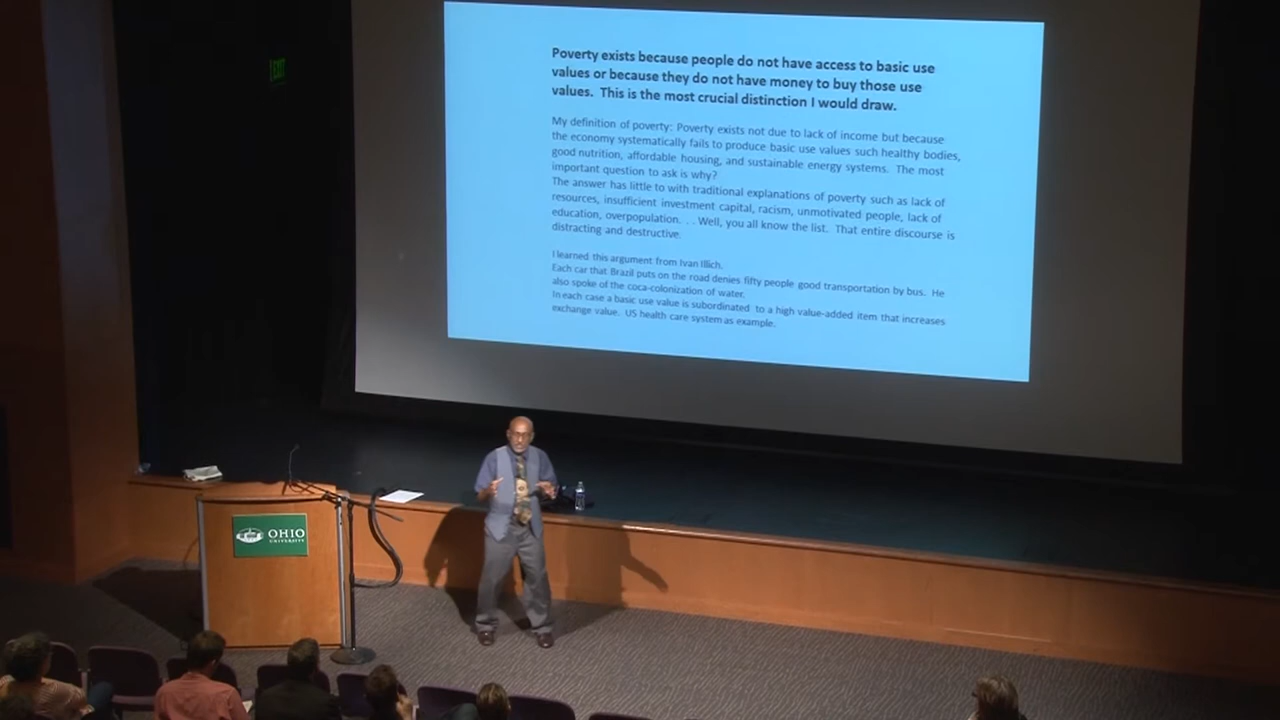 EXIT
Poverty exists because people do not have access to basic use
values or because they do not have money to buy those use
values. This is the most crucial distinction I would draw.
My definition of poverty: Poverty exists not due to lack of income but because
the economy systematically fails to produce basic use values such healthy bodies,
good nutrition, affordable housing, and sustainable energy systems. The most
important question to ask is why?
The answer has little to with traditional explanations of poverty such as lack of
resources, insufficient investment capital, racism, unmotivated people, lack of
education, overpopulation. . . Well, you all know the list. That entire discourse is
distracting and destructive.
I learned this argument from Ivan Illich.
Each car that Brazil puts on the road denies fifty people good transportation by bus. He
also spoke of the coca-colonization of water.
In each case a basic use value is subordinated to a high value-added item that increases
exchange value. US health care system as example.
OHIO
UNIVERSITY